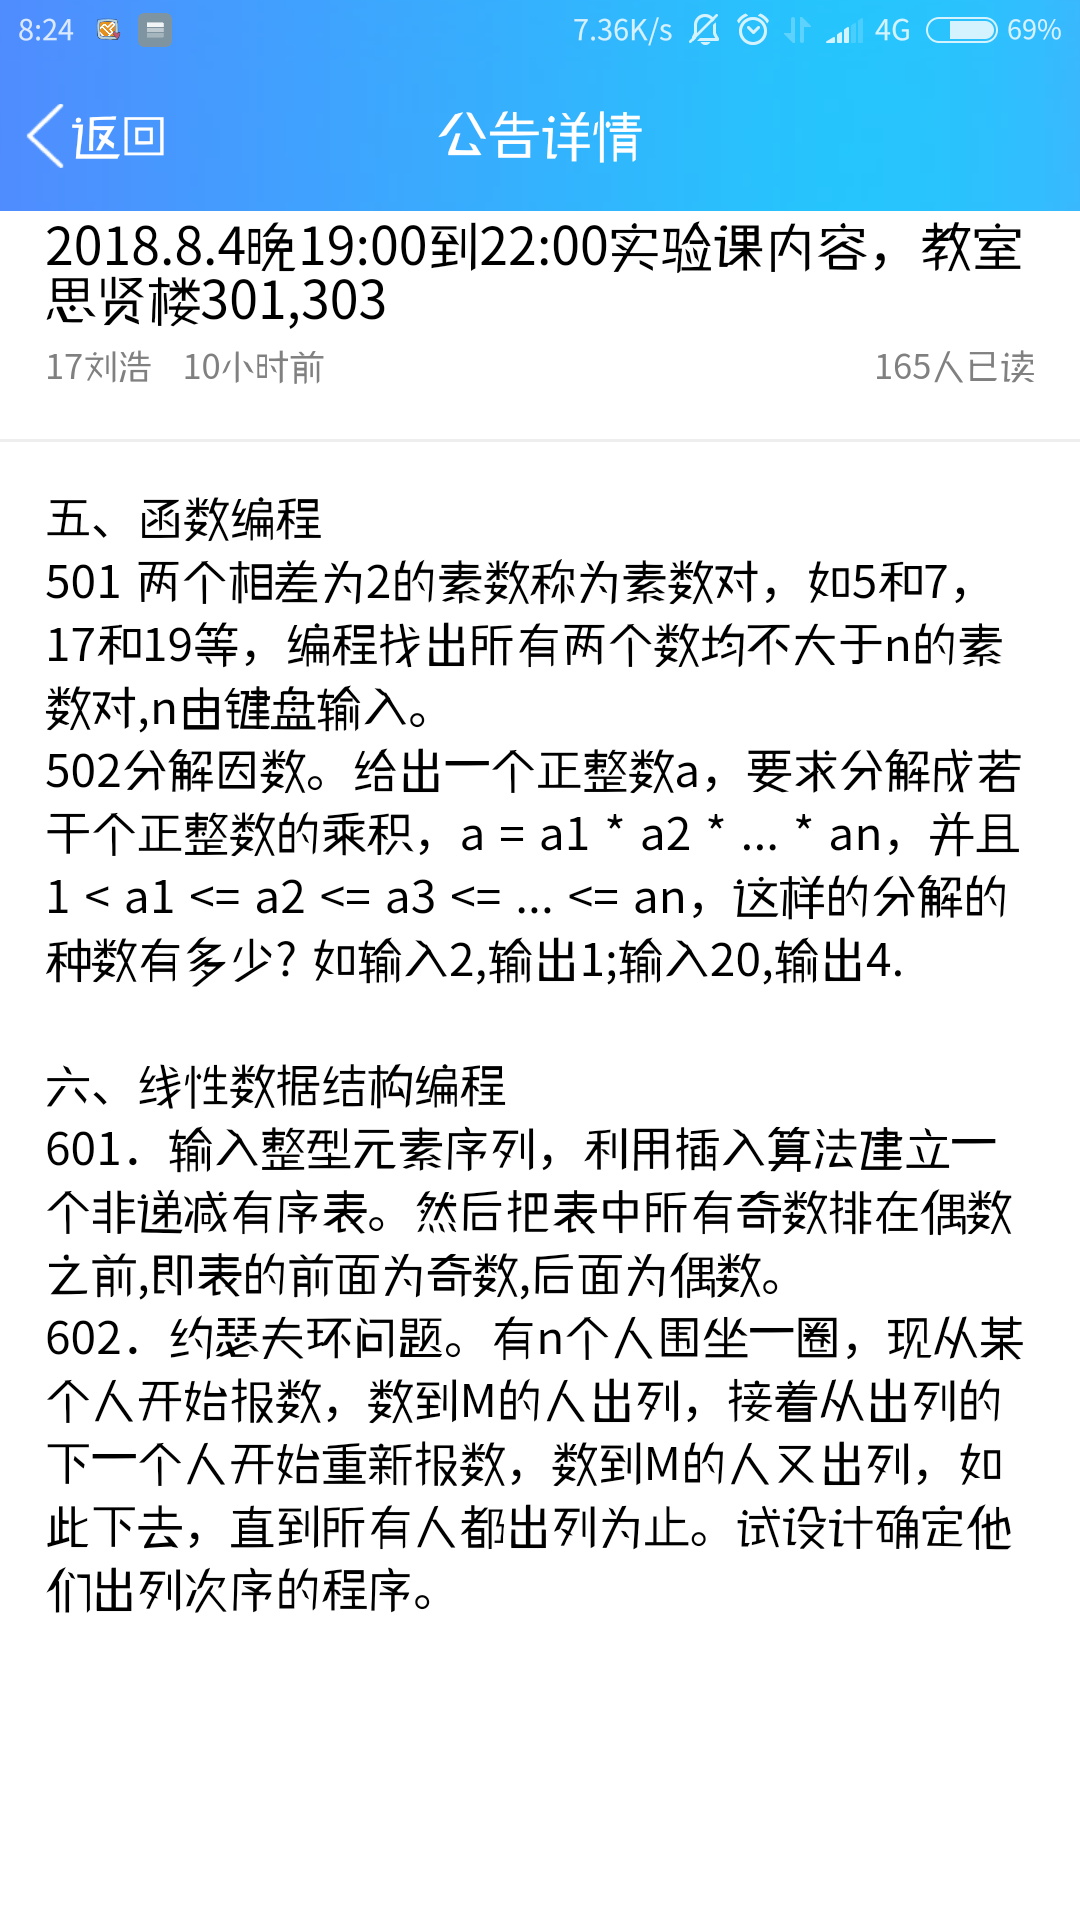 8:24 7.36K/s 4G 69%
返回 公告详情
2018.8.4晚19:00到22:00实验课内容，教室
思贤楼301,303
17刘浩 10小时前 165人已读
五、函数编程
501 两个相差为2的素数称为素数对，如5和7，
17和19等，编程找出所有两个数均不大于n的素
数对,n由键盘输入。
502分解因数。给出一个正整数a，要求分解成若
干个正整数的乘积，a = a1 * a2 * ... * an，并且
1 < a1 <= a2 <= a3 <= ... <= an，这样的分解的
种数有多少? 如输入2,输出1;输入20,输出4.
六、线性数据结构编程
601．输入整型元素序列，利用插入算法建立一
个非递减有序表。然后把表中所有奇数排在偶数
之前,即表的前面为奇数,后面为偶数。
602．约瑟夫环问题。有n个人围坐一圈，现从某
个人开始报数，数到M的人出列，接着从出列的
下一个人开始重新报数，数到M的人又出列，如
此下去，直到所有人都出列为止。试设计确定他
们出列次序的程序。